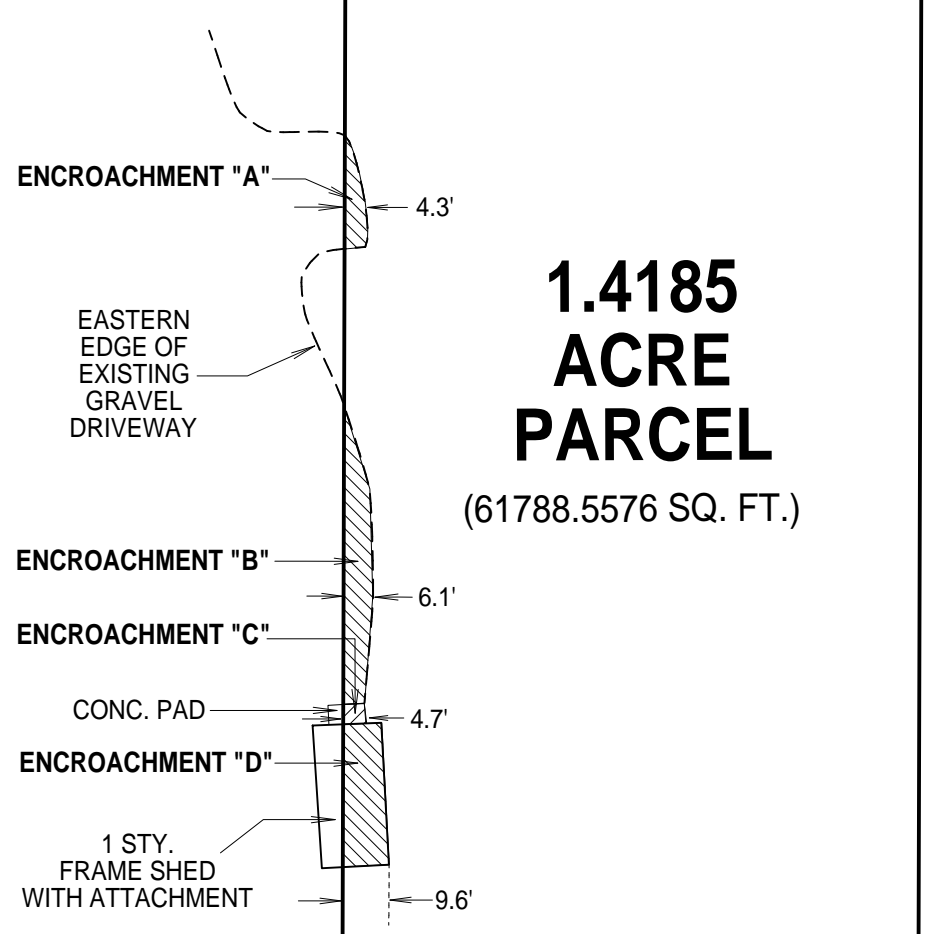 ENCROACHMENT "A"
4.3'
EASTERN
EDGE OF
EXISTING
GRAVEL
DRIVEWAY
1.4185
ACRE
PARCEL
(61788.5576 SQ. FT.)
ENCROACHMENT "B"
6.1'
ENCROACHMENT "C"
CONC. PAD
4.7'
ENCROACHMENT "D"
1 STY.
FRAME SHED
WITH ATTACHMENT
9.6'